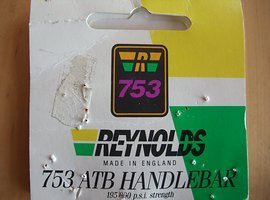 R
753
REYNOLDS
MADE IN ENGLAND
753 ATB HANDLEBAR
p.s.i. strength